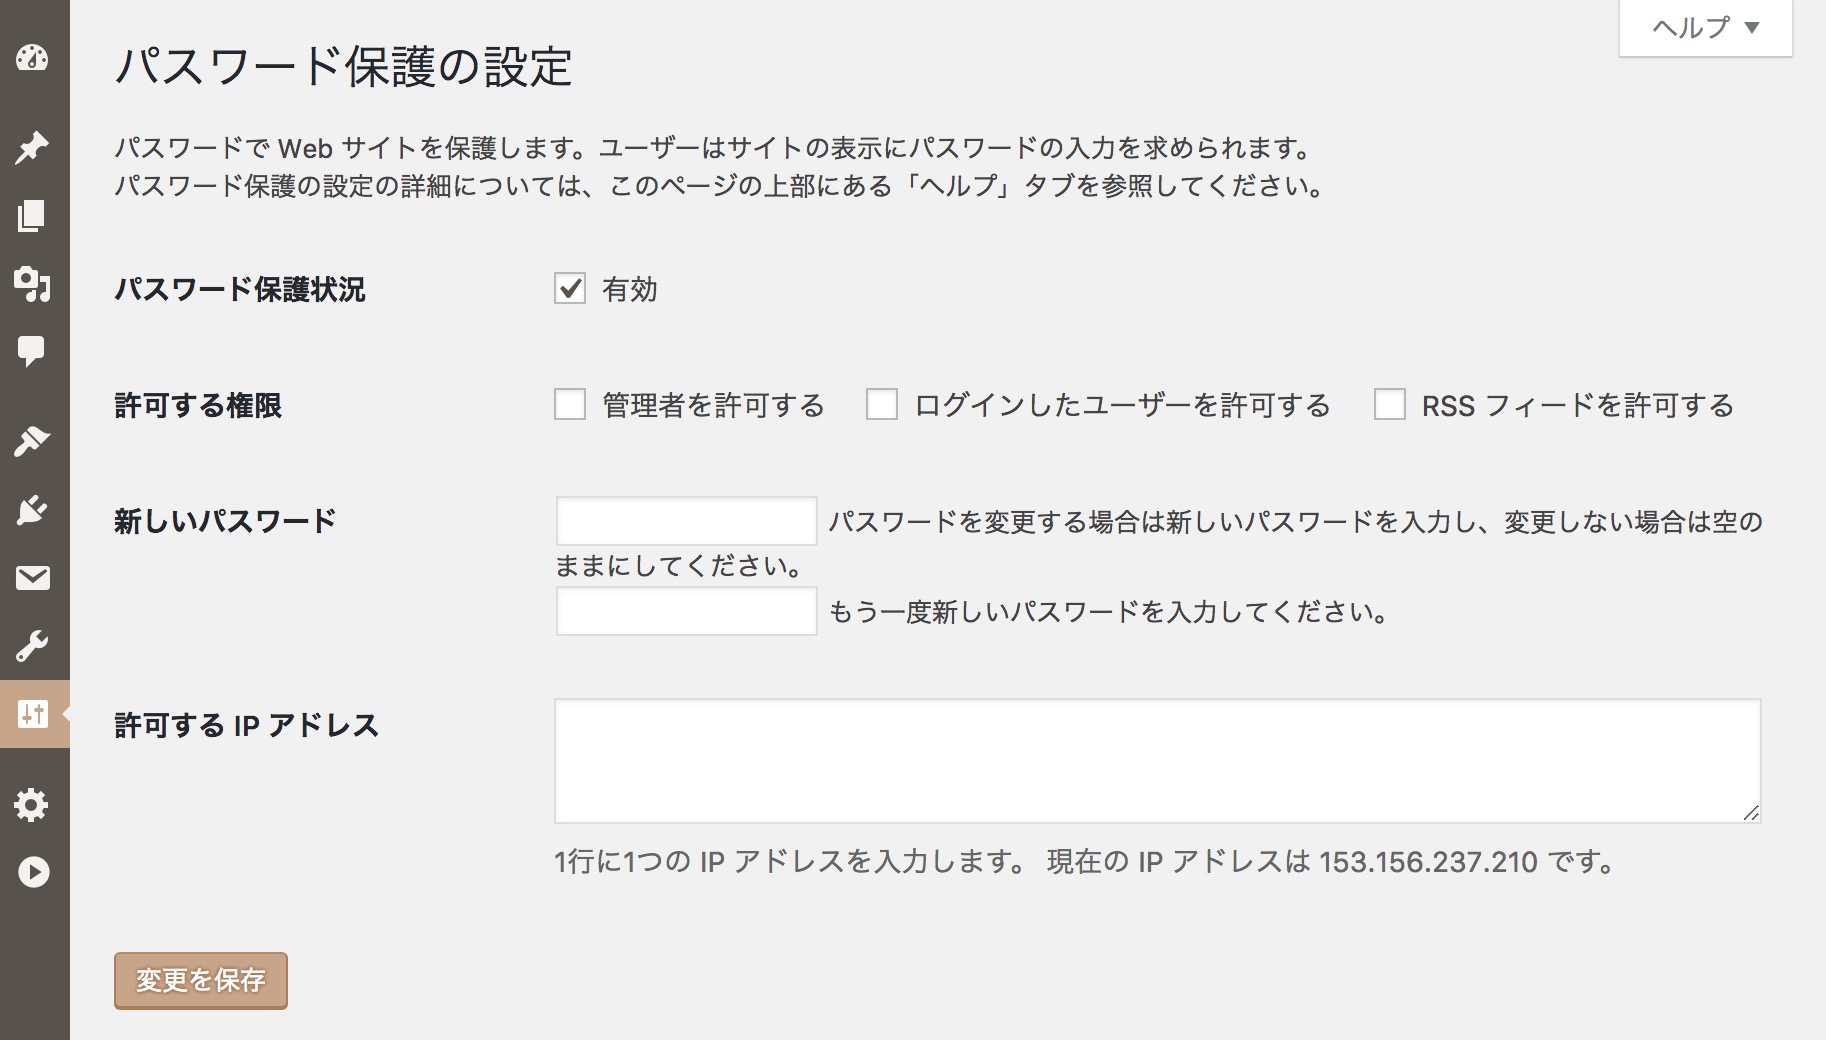 ヘルプ ▼
パスワード保護の設定
パスワードで Web サイトを保護します。ユーザーはサイトの表示にパスワードの入力を求められます。
パスワード保護の設定の詳細については、このページの上部にある「ヘルプ」タブを参照してください。
パスワード保護状況 有効
許可する権限 管理者を許可する ログインしたユーザーを許可する RSS フィードを許可する
新しいパスワード パスワードを変更する場合は新しいパスワードを入力し、変更しない場合は空の
ままにしてください。
もう一度新しいパスワードを入力してください。
許可する IP アドレス
1行に1つの IP アドレスを入力します。 現在の IP アドレスは 153.156.237.210 です。
変更を保存